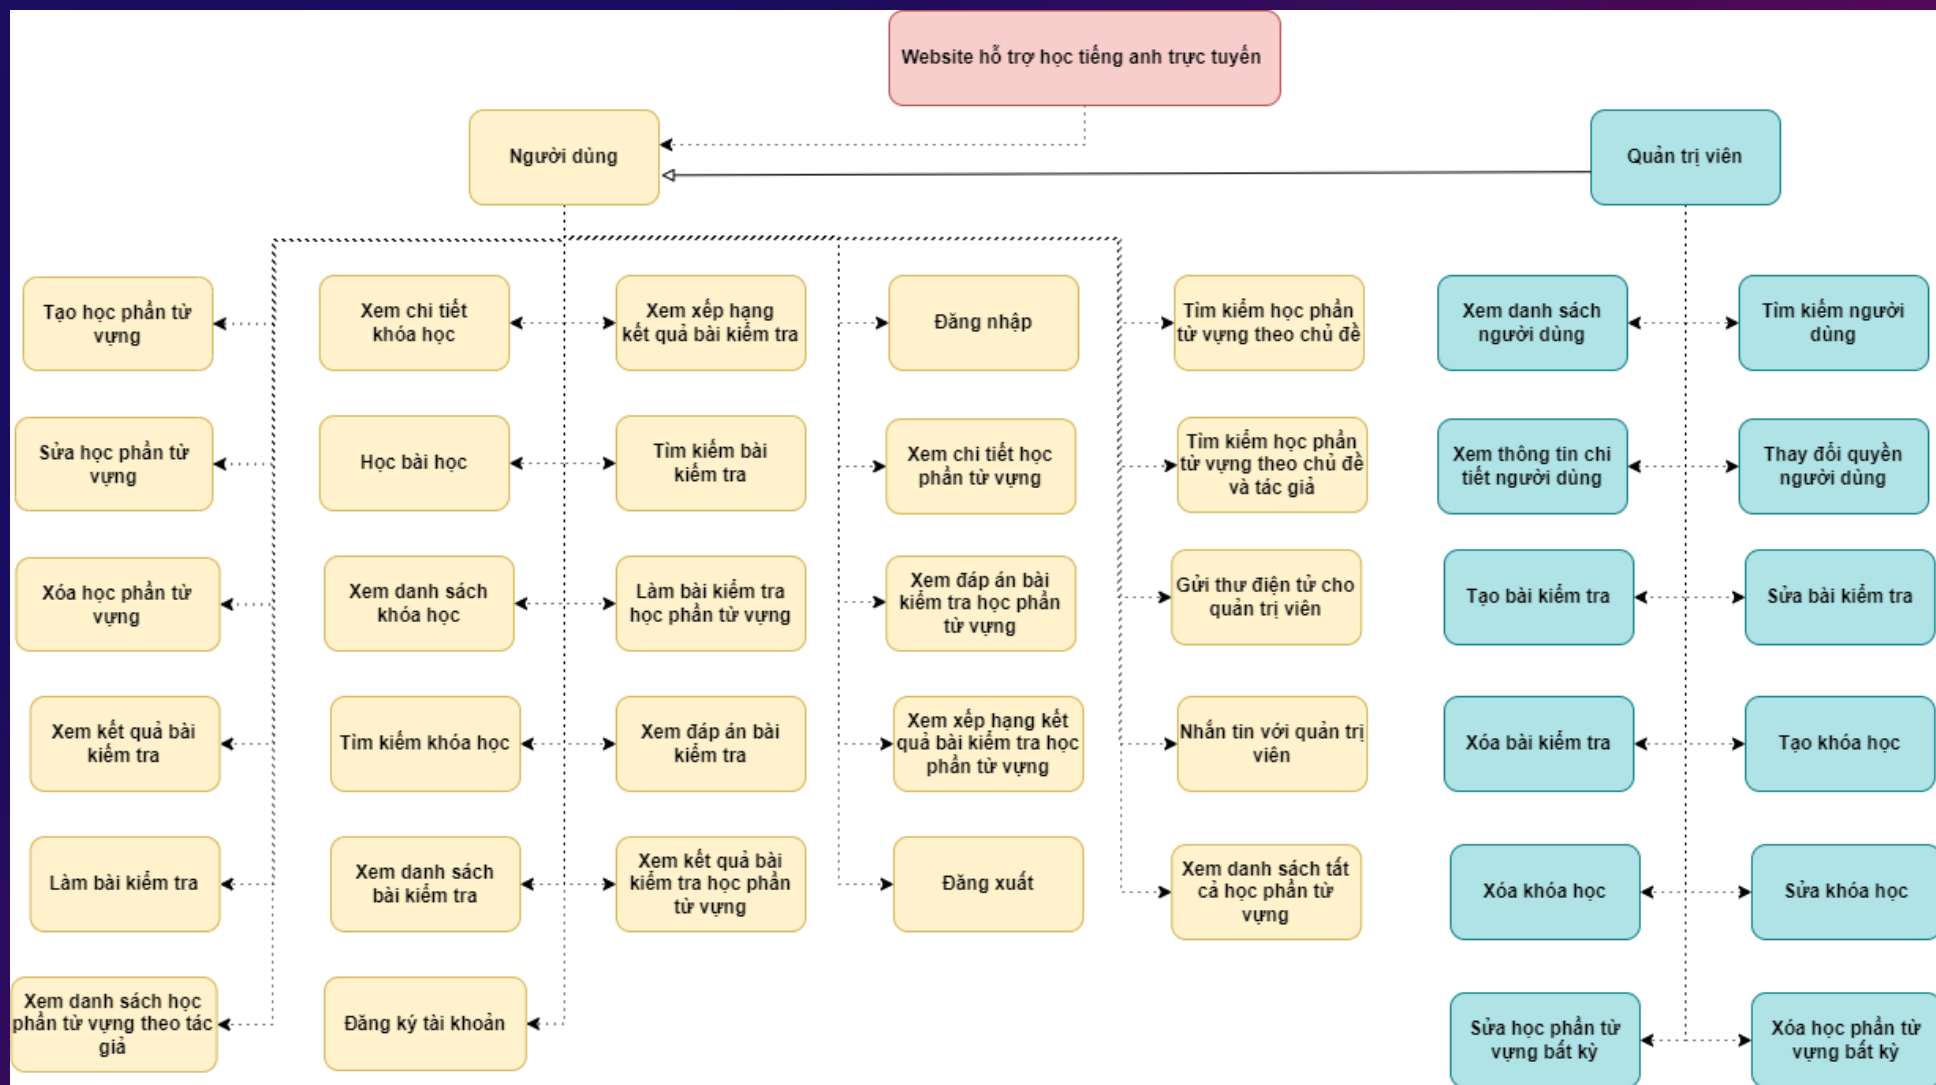 Website hỗ trợ học tiếng anh trực tuyến
Người dùng
Quản trị viên
Tạo học phần từ
vựng
Xem chi tiết
khóa học
Xem xếp hạng
kết quả bài kiểm tra
Đăng nhập
Tìm kiếm học phần
từ vựng theo chủ đề
Xem danh sách
người dùng
Tìm kiếm người
dùng
Sửa học phần từ
vựng
Học bài học
Tìm kiếm bài
kiểm tra
Xem chi tiết học
phần từ vựng
Tìm kiếm học phần
từ vựng theo chủ đề
và tác giả
Xem thông tin chi
tiết người dùng
Thay đổi quyền
người dùng
Xóa học phần từ
vựng
Xem danh sách
khóa học
Làm bài kiểm tra
học phần từ vựng
Xem đáp án bài
kiểm tra học phần
từ vựng
Gửi thư điện tử cho
quản trị viên
Tạo bài kiểm tra
Sửa bài kiểm tra
Xem kết quả bài
kiểm tra
Tìm kiếm khóa học
Xem đáp án bài
kiểm tra
Xem xếp hạng kết
quả bài kiểm tra học
phần từ vựng
Nhắn tin với quản trị
viên
Xóa bài kiểm tra
Tạo khóa học
Làm bài kiểm tra
Xem danh sách
bài kiểm tra
Xem kết quả bài
kiểm tra học phần
từ vựng
Đăng xuất
Xem danh sách tất
cả học phần từ
vựng
Xóa khóa học
Sửa khóa học
Xem danh sách học
phần từ vựng theo tác
giả
Đăng ký tài khoản
Sửa học phần từ
vựng bất kỳ
Xóa học phần từ
vựng bất kỳ